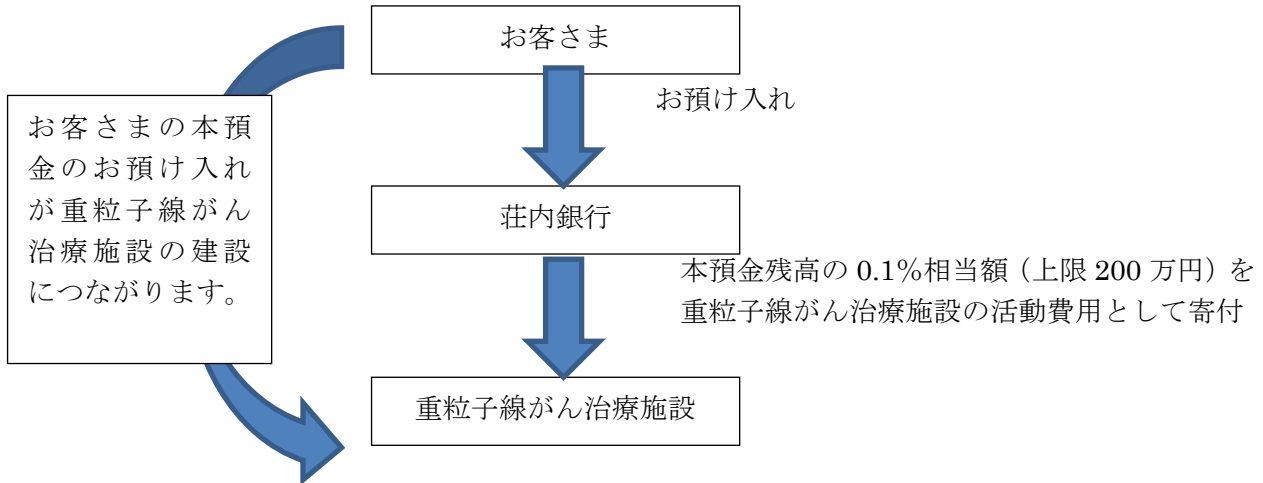 お客さま
お預け入れ
お客さまの本預
金のお預け入れ
が重粒子線がん
治療施設の建設
につながります。
荘内銀行
本預金残高の 0.1%相当額（上限 200 万円）を
重粒子線がん治療施設の活動費用として寄付
重粒子線がん治療施設